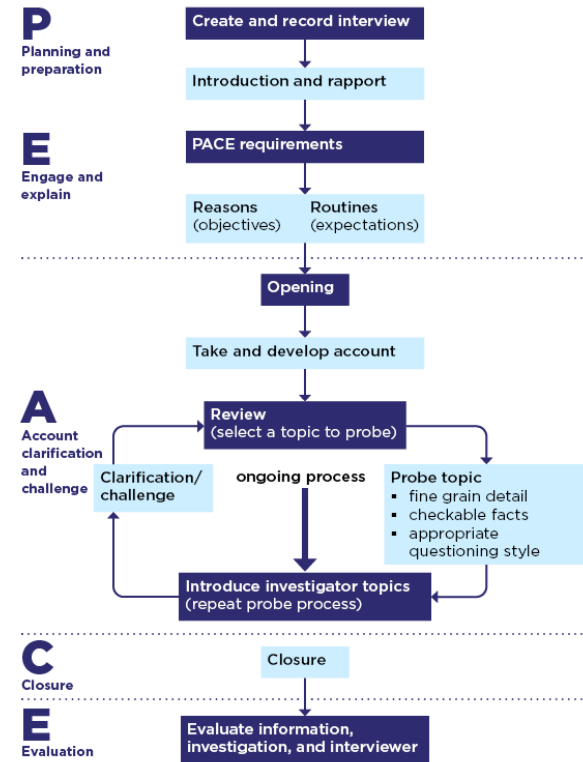 P
Planning and
preparation
Create and record interview
Introduction and rapport
E
Engage and
explain
PACE requirements
Reasons
(objectives)
Routines
(expectations)
Opening
Take and develop account
A
Account
clarification
and
challenge
Review
(select a topic to probe)
Clarification/
challenge
ongoing process
Probe topic
▪ fine grain detail
▪ checkable facts
▪ appropriate
questioning style
Introduce investigator topics
(repeat probe process)
C
Closure
Closure
E
Evaluation
Evaluate information,
investigation, and interviewer